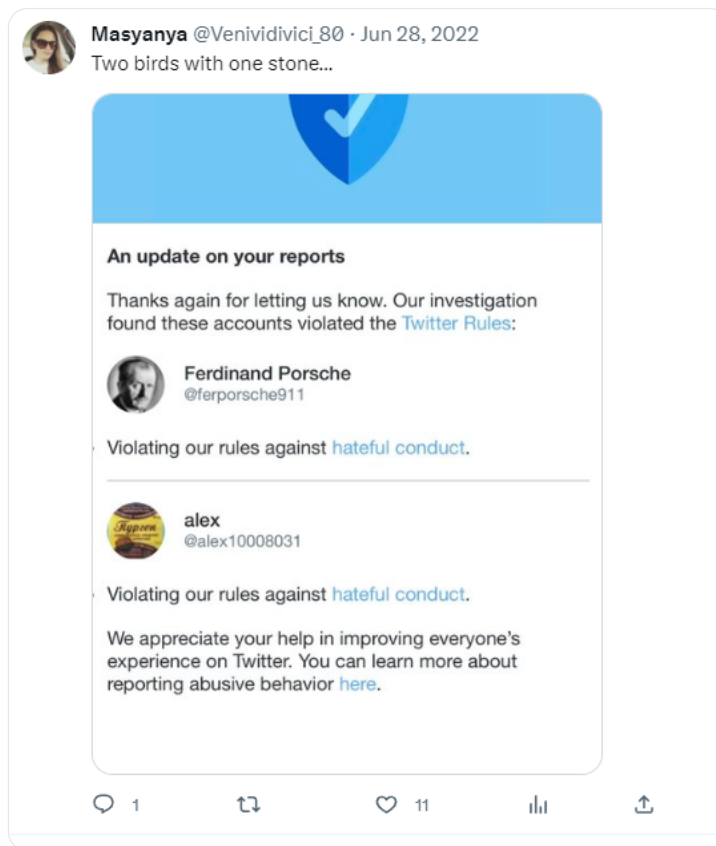 Masyanya @Venividivici_80 · Jun 28, 2022
Two birds with one stone...
An update on your reports
Thanks again for letting us know. Our investigation
found these accounts violated the Twitter Rules:
Ferdinand Porsche
@ferporsche911
Violating our rules against hateful conduct.
Пурген
alex
@alex10008031
Violating our rules against hateful conduct.
We appreciate your help in improving everyone's
experience on Twitter. You can learn more about
reporting abusive behavior here.
1
11